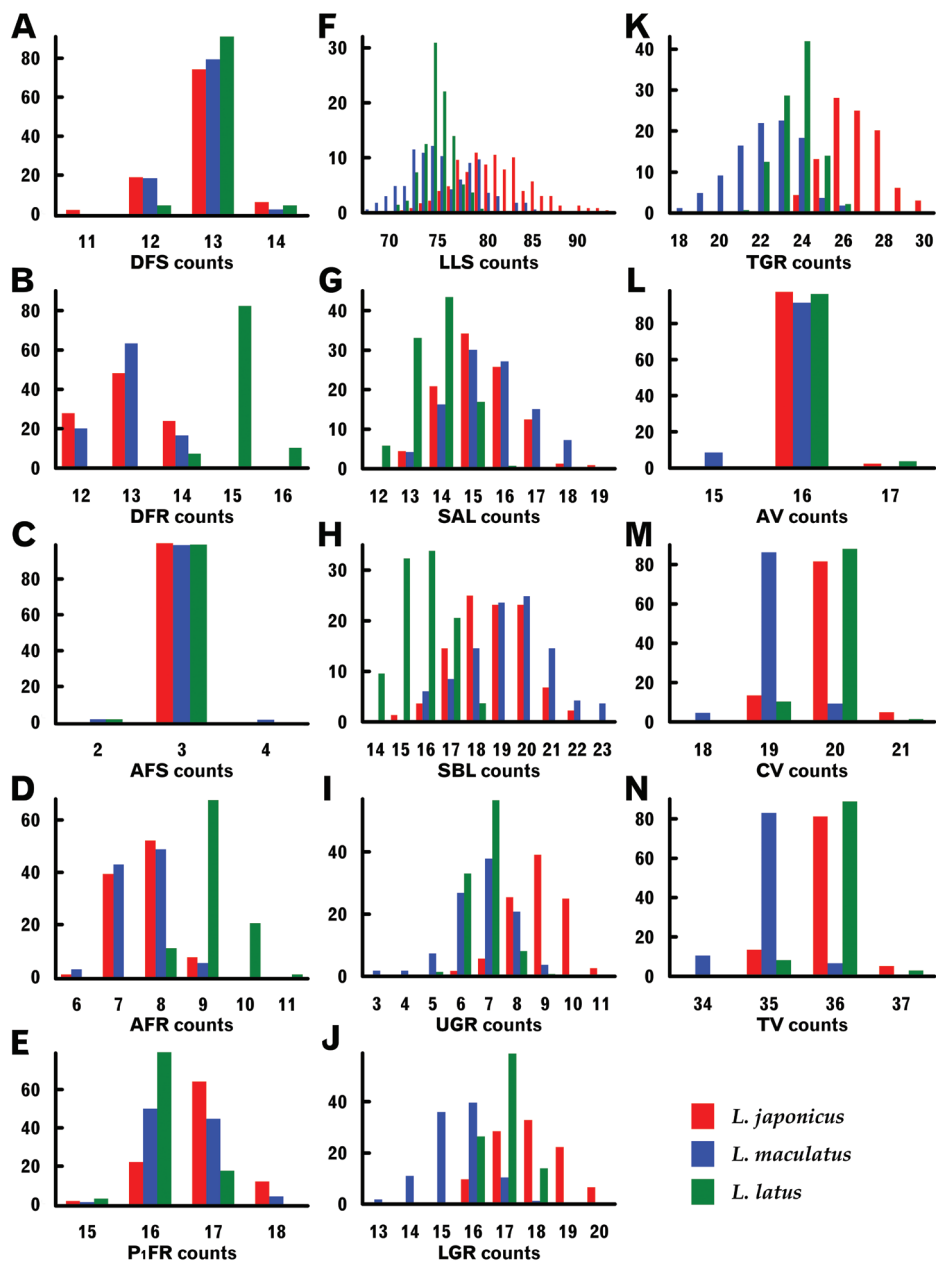 A
80
60
40
20
0
11 12 13 14
DFS counts
B
80
60
40
20
0
12 13 14 15 16
DFR counts
C
80
60
40
20
0
2 3 4
AFS counts
D
60
40
20
0
6 7 8 9 10 11
AFR counts
E
60
40
20
0
15 16 17 18
P1FR counts
F
30
20
10
0
70 75 80 85 90
LLS counts
G
40
30
20
10
0
12 13 14 15 16 17 18 19
SAL counts
H
30
20
10
0
14 15 16 17 18 19 20 21 22 23
SBL counts
I
40
20
0
3 4 5 6 7 8 9 10 11
UGR counts
J
40
20
0
13 14 15 16 17 18 19 20
LGR counts
K
40
30
20
10
0
18 20 22 24 26 28 30
TGR counts
L
80
60
40
20
0
15 16 17
AV counts
M
80
60
40
20
0
18 19 20 21
CV counts
N
80
60
40
20
0
34 35 36 37
TV counts
L. japonicus
L. maculatus
L. latus